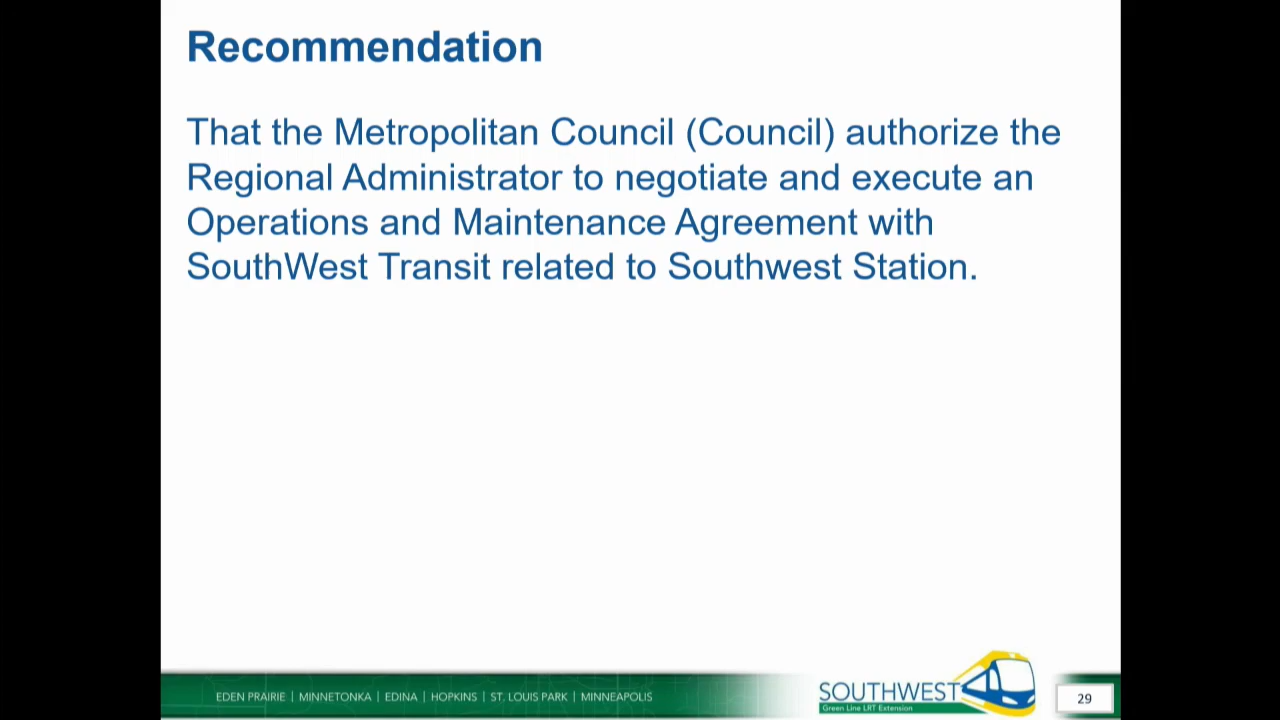 Recommendation
That the Metropolitan Council (Council) authorize the
Regional Administrator to negotiate and execute an
Operations and Maintenance Agreement with
SouthWest Transit related to Southwest Station.
EDEN PRAIRIE | MINNETONKA | EDINA | HOPKINS | ST. LOUIS PARK | MINNEAPOLIS
SOUTHWEST
Green Line LRT Extension
29